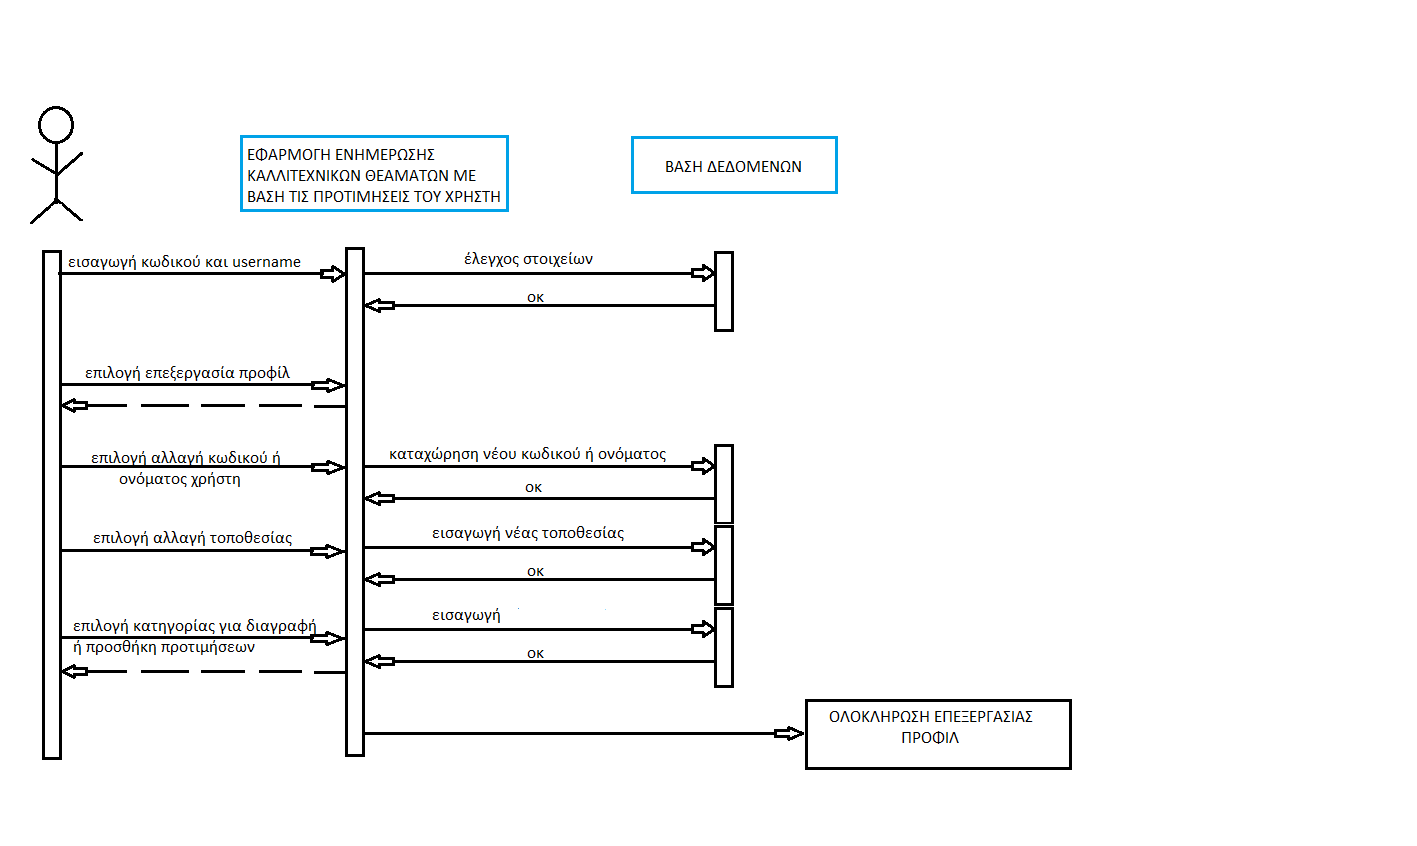 ΕΦΑΡΜΟΓΗ ΕΝΗΜΕΡΩΣΗΣ
ΚΑΛΛΙΤΕΧΝΙΚΩΝ ΘΕΑΜΑΤΩΝ ΜΕ
ΒΑΣΗ ΤΙΣ ΠΡΟΤΙΜΗΣΕΙΣ ΤΟΥ ΧΡΗΣΤΗ
ΒΑΣΗ ΔΕΔΟΜΕΝΩΝ
εισαγωγή κωδικού και username
έλεγχος στοιχείων
οκ
επιλογή επεξεργασία προφίλ
επιλογή αλλαγή κωδικού ή
ονόματος χρήστη
καταχώρηση νέου κωδικού ή ονόματος
οκ
επιλογή αλλαγή τοποθεσίας
εισαγωγή νέας τοποθεσίας
οκ
επιλογή κατηγορίας για διαγραφή
ή προσθήκη προτιμήσεων
εισαγωγή
οκ
ΟΛΟΚΛΗΡΩΣΗ ΕΠΕΞΕΡΓΑΣΙΑΣ
ΠΡΟΦΙΛ